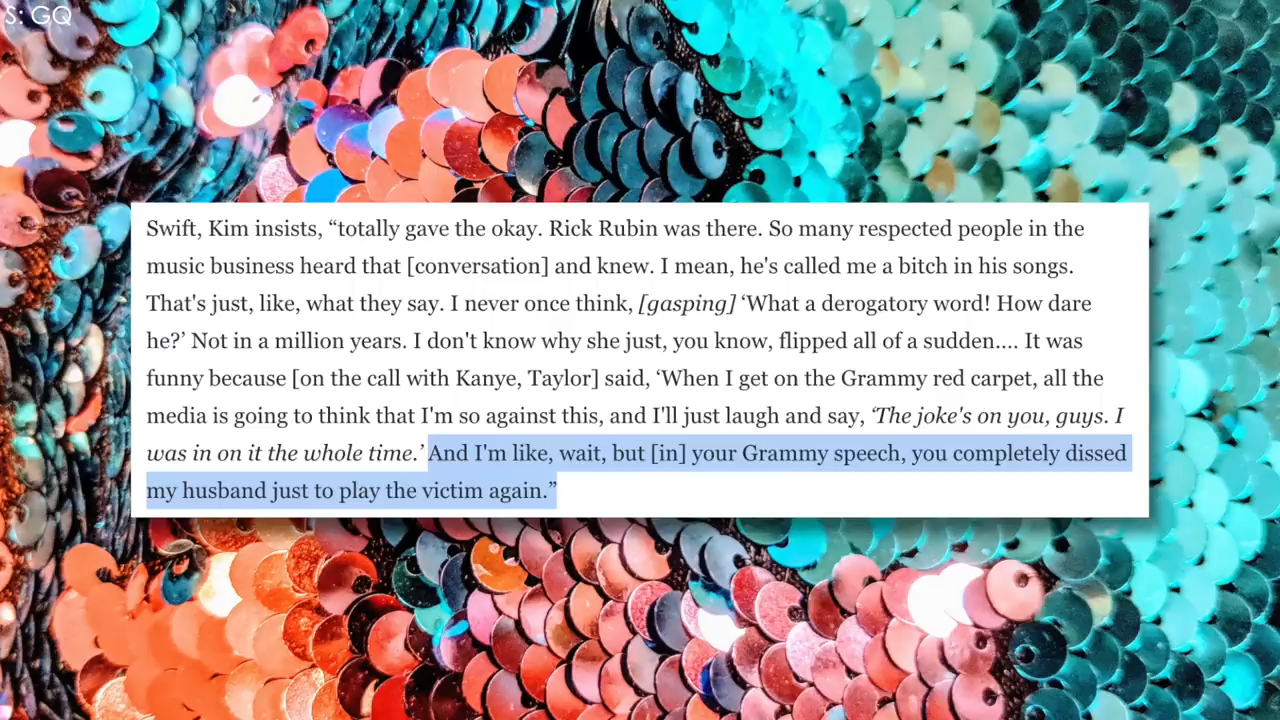 S: GQ
Swift, Kim insists, “totally gave the okay. Rick Rubin was there. So many respected people in the
music business heard that [conversation] and knew. I mean, he's called me a bitch in his songs.
That's just, like, what they say. I never once think, [gasping] ‘What a derogatory word! How dare
he?’ Not in a million years. I don't know why she just, you know, flipped all of a sudden.... It was
funny because [on the call with Kanye, Taylor] said, ‘When I get on the Grammy red carpet, all the
media is going to think that I'm so against this, and I'll just laugh and say, ‘The joke's on you, guys. I
was in on it the whole time.’ And I'm like, wait, but [in] your Grammy speech, you completely dissed
my husband just to play the victim again.”